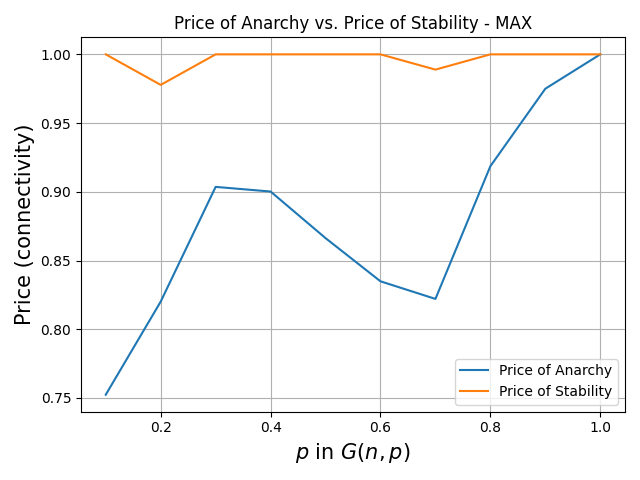 Price of Anarchy vs. Price of Stability - MAX
Price (connectivity)
1.00
0.95
0.90
0.85
0.80
0.75
0.2
0.4
0.6
0.8
1.0
p in G(n, p)
Price of Anarchy
Price of Stability